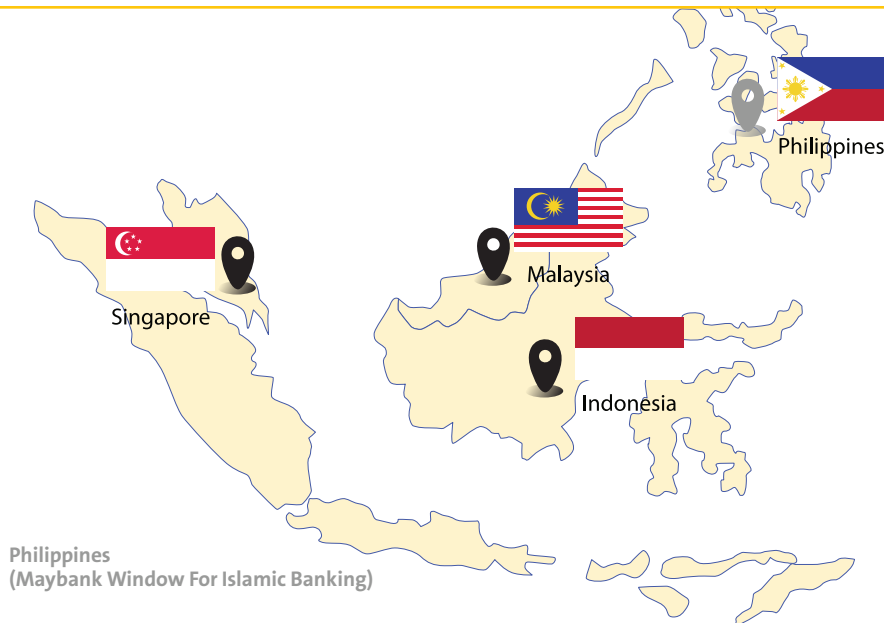 Philippines
Malaysia
Singapore
Indonesia
Philippines
(Maybank Window For Islamic Banking)